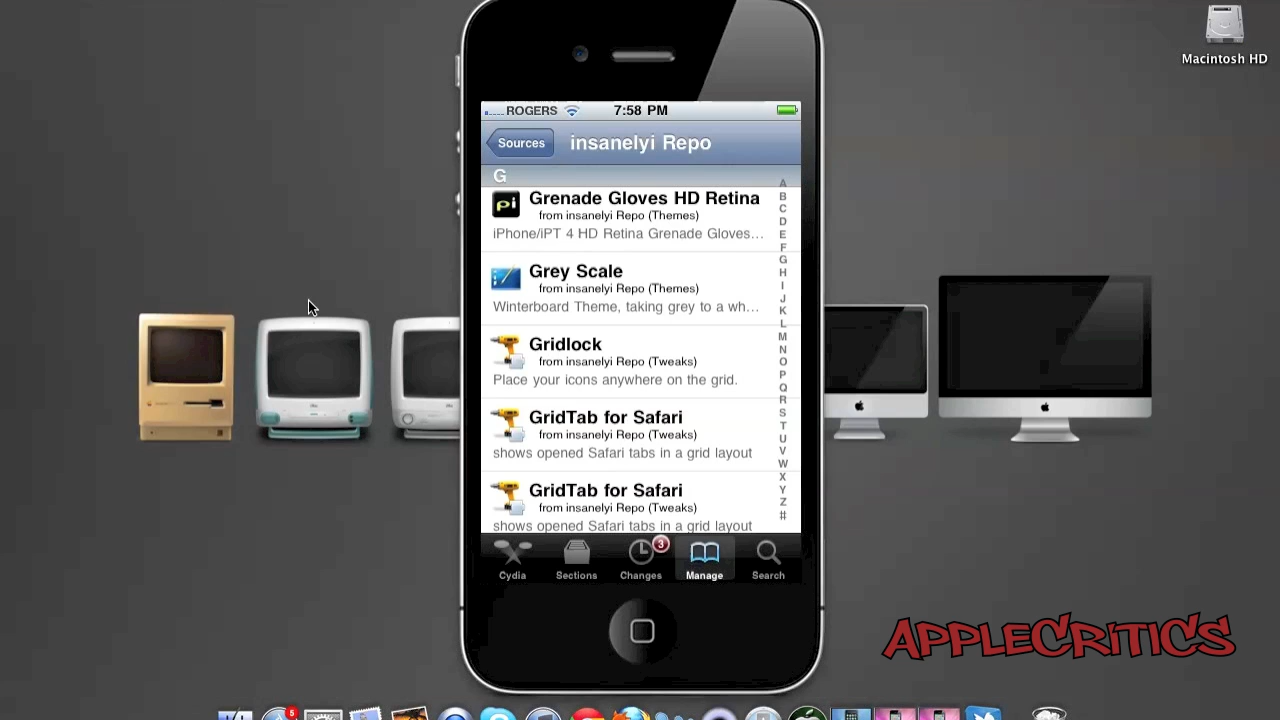 Macintosh HD
ROGERS 7:58 PM
Sources insanelyi Repo
G
Grenade Gloves HD Retina
from insanelyi Repo (Themes)
iPhone/iPT 4 HD Retina Grenade Gloves...
Grey Scale
from insanelyi Repo (Themes)
Winterboard Theme, taking grey to a wh...
Gridlock
from insanelyi Repo (Tweaks)
Place your icons anywhere on the grid.
GridTab for Safari
from insanelyi Repo (Tweaks)
shows opened Safari tabs in a grid layout
GridTab for Safari
from insanelyi Repo (Tweaks)
shows opened Safari tabs in a grid layout
A
B
C
D
E
F
G
H
I
J
K
L
M
N
O
P
Q
R
S
T
U
V
W
X
Y
Z
#
3
Cydia Sections Changes Manage Search
APPLECRITICS
5